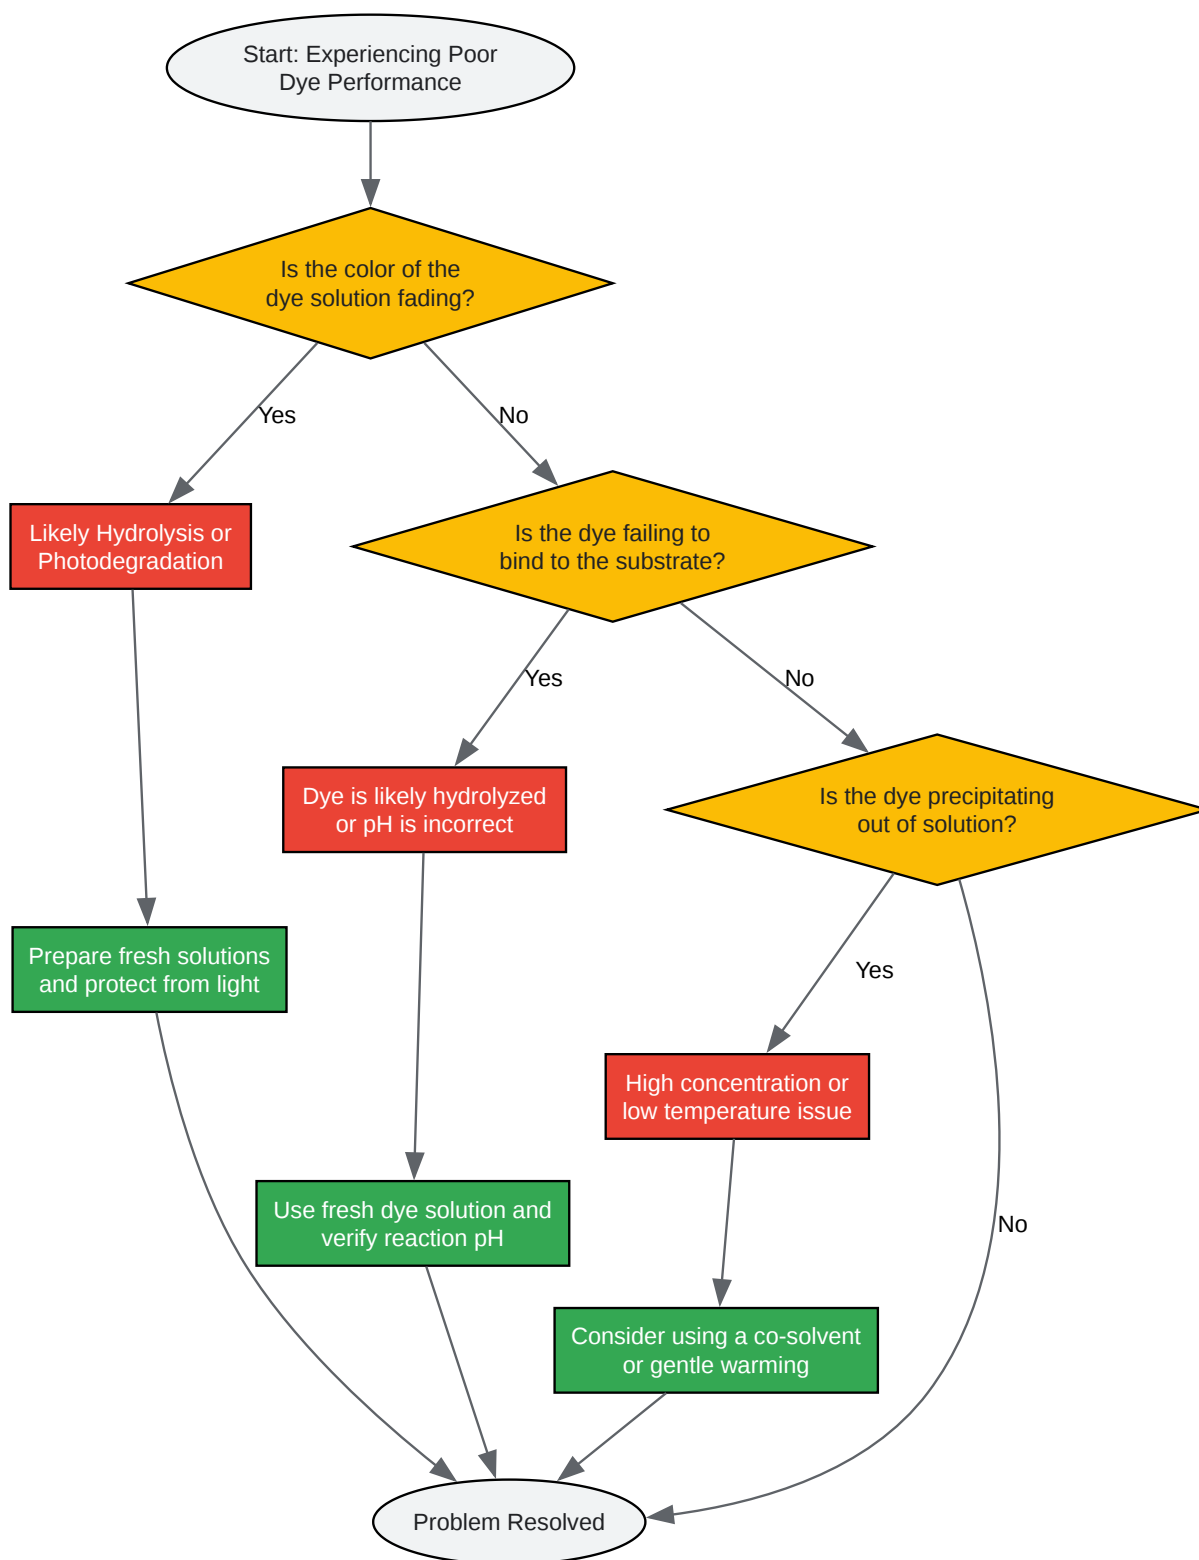 Start: Experiencing Poor
Dye Performance
Is the color of the
dye solution fading?
Yes
No
Likely Hydrolysis or
Photodegradation
Is the dye failing to
bind to the substrate?
Yes
No
Dye is likely hydrolyzed
or pH is incorrect
Is the dye precipitating
out of solution?
Prepare fresh solutions
and protect from light
Yes
High concentration or
low temperature issue
Use fresh dye solution and
verify reaction pH
No
Consider using a co-solvent
or gentle warming
Problem Resolved